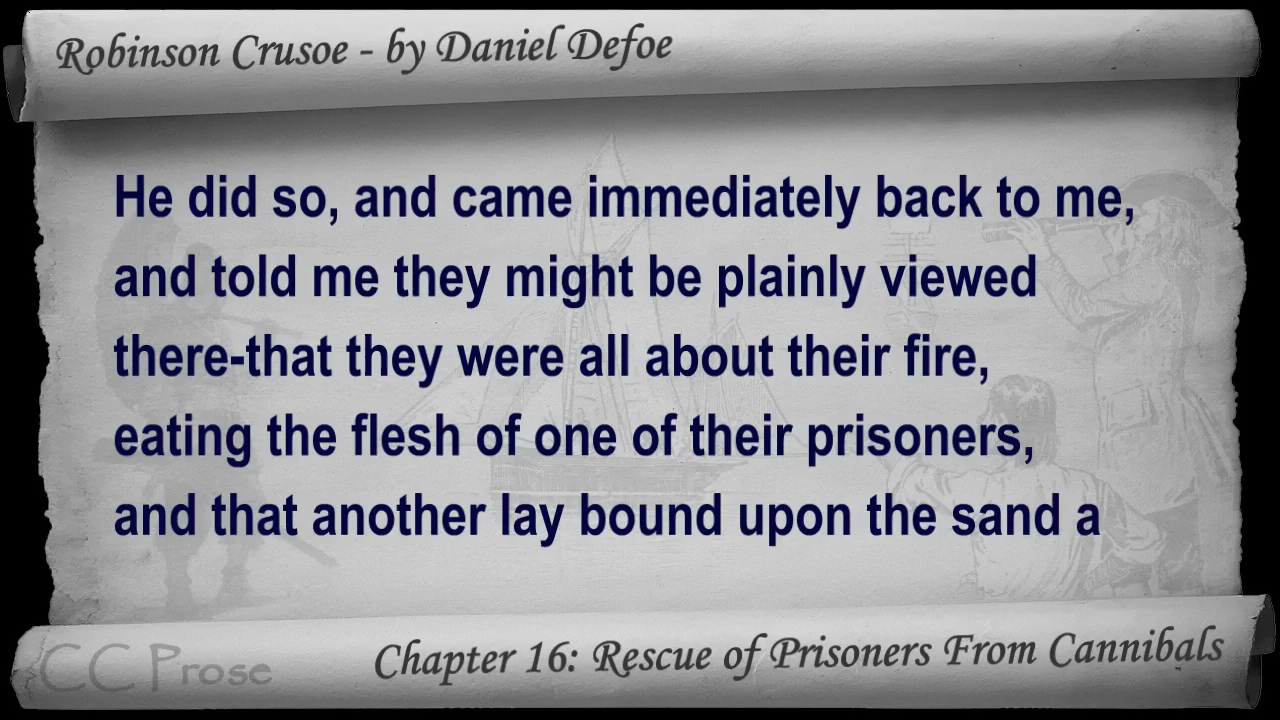 Robinson Crusoe - by Daniel Defoe
He did so, and came immediately back to me,
and told me they might be plainly viewed
there-that they were all about their fire,
eating the flesh of one of their prisoners,
and that another lay bound upon the sand a
CC Prose
Chapter 16: Rescue of Prisoners From Cannibals